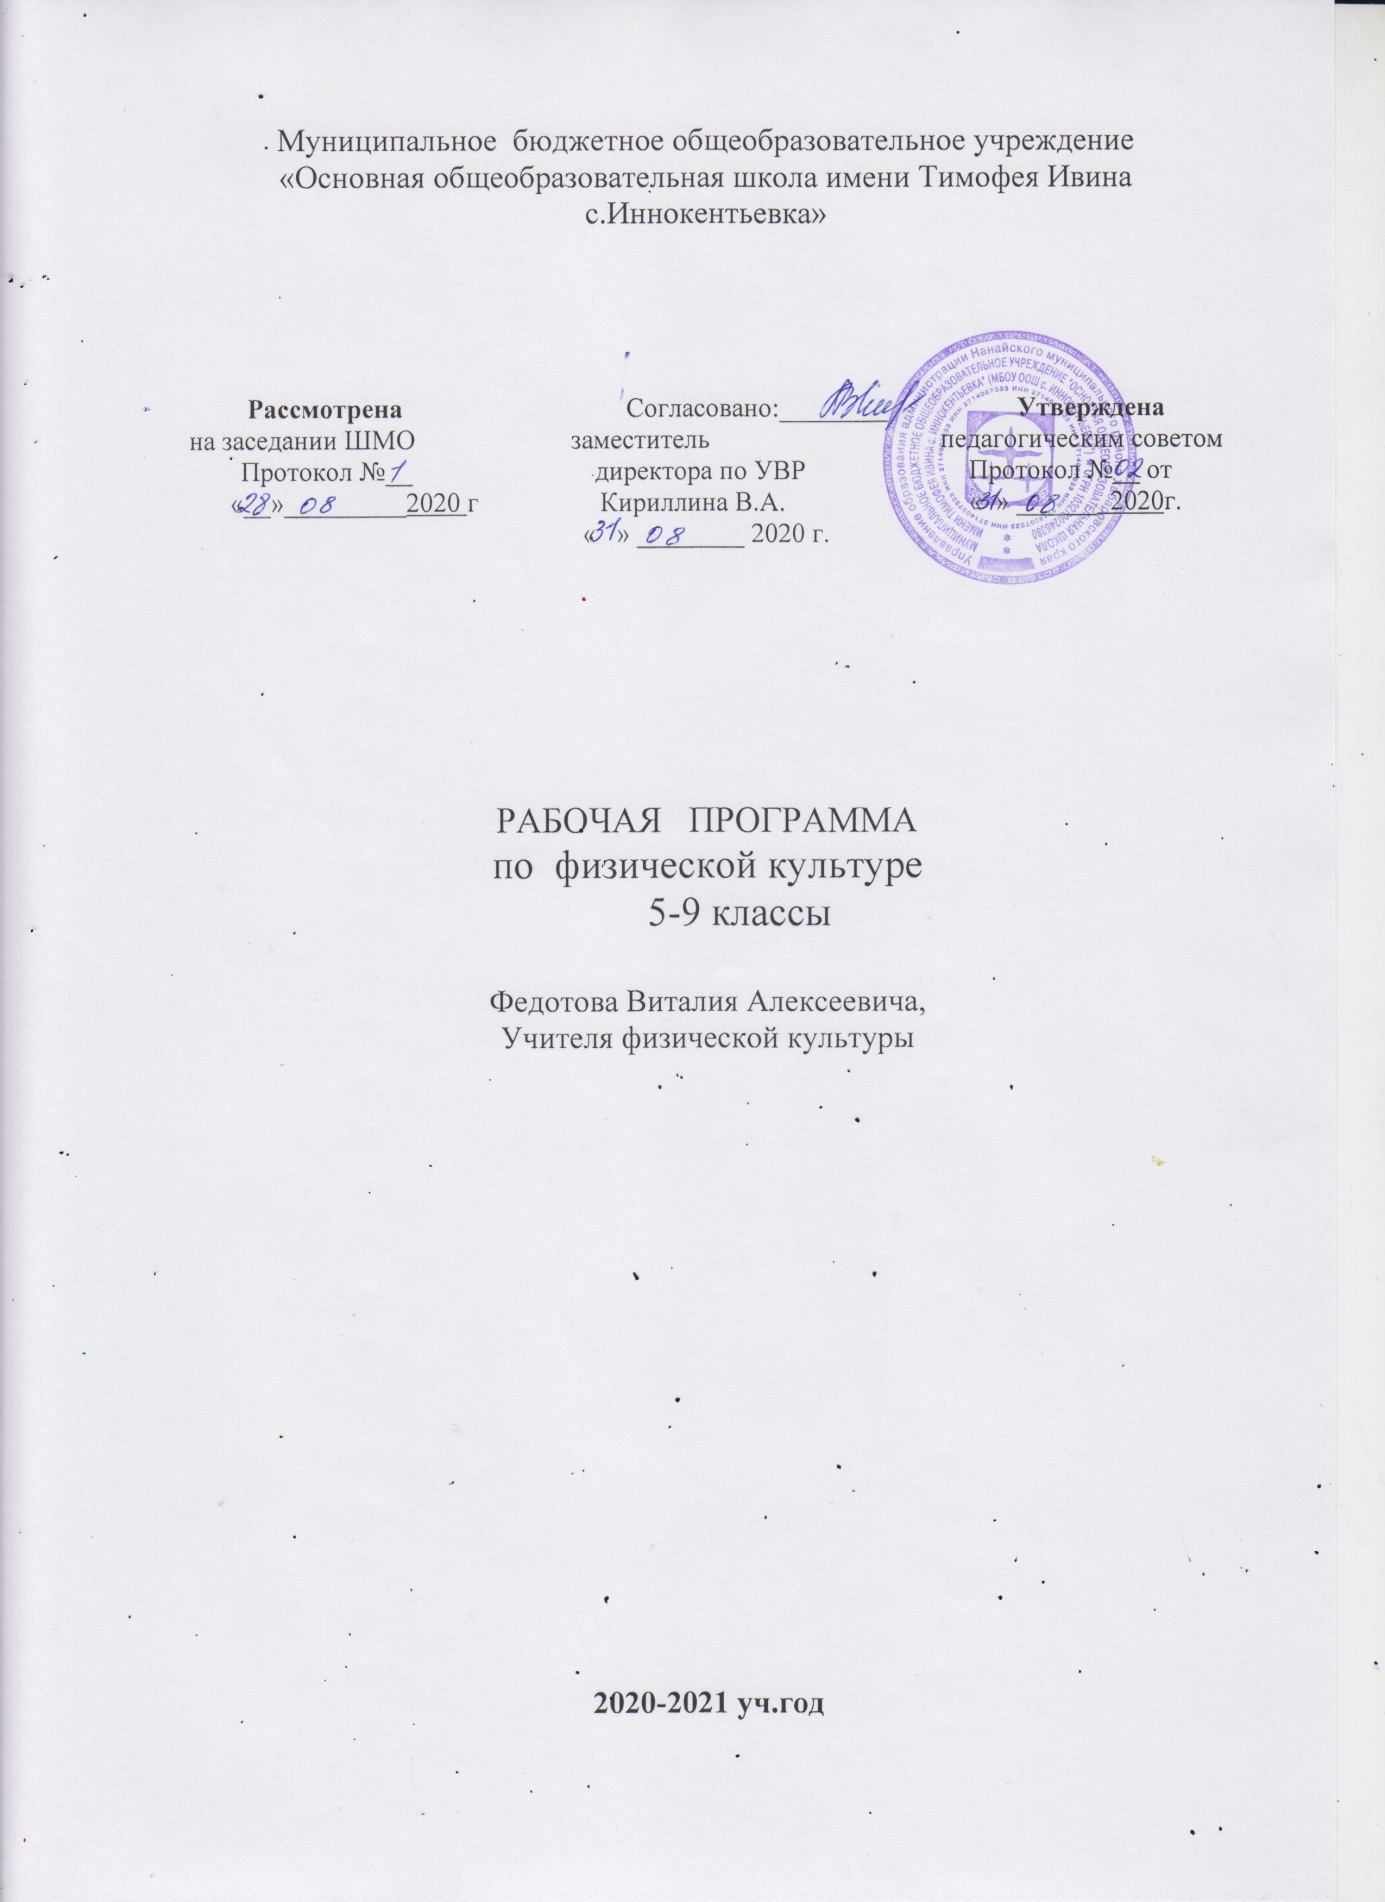 Муниципальное бюджетное общеобразовательное учреждение
«Основная общеобразовательная школа имени Тимофея Ивина
с.Иннокентьевка»
Рассмотрена
на заседании ШМО
Протокол № 1
«28» 08 2020 г
Согласовано:
заместитель
директора по УВР
Кириллина В.А.
«31» 08 2020 г.
Утверждена
педагогическим советом
Протокол №02 от
«31» 08 2020г.
РАБОЧАЯ ПРОГРАММА
по физической культуре
5-9 классы
Федотова Виталия Алексеевича,
Учителя физической культуры
2020-2021 уч.год